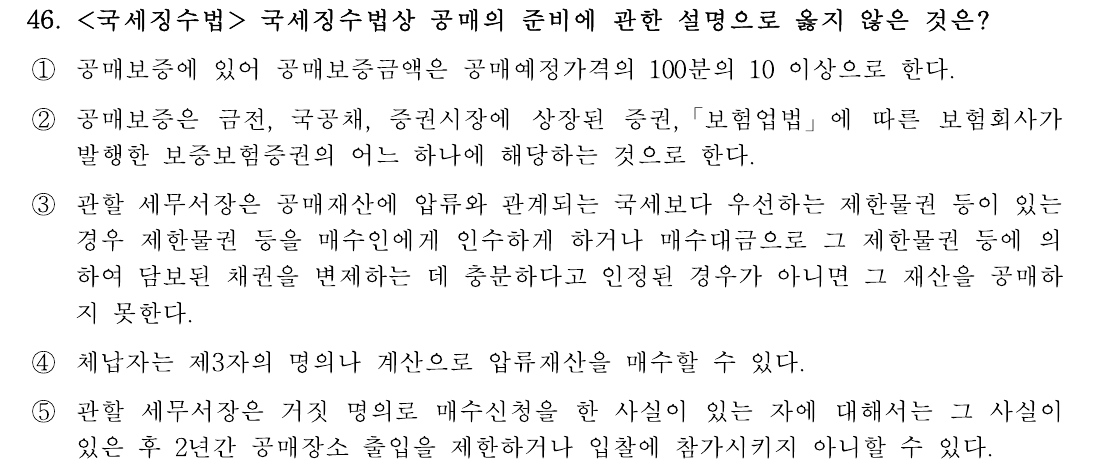 46. <국세징수법> 국세징수법상 공매의 준비에 관한 설명으로 옳지 않은 것은?
① 공매보증에 있어 공매보증금액은 공매예정가격의 100분의 10 이상으로 한다.
② 공매보증은 금전, 국공채, 증권시장에 상장된 증권,「보험업법」에 따른 보험회사가
발행한 보증보험증권의 어느 하나에 해당하는 것으로 한다.
③ 관할 세무서장은 공매재산에 압류와 관계되는 국세보다 우선하는 제한물권 등이 있는
경우 제한물권 등을 매수인에게 인수하게 하거나 매수대금으로 그 제한물권 등에 의
하여 담보된 채권을 변제하는 데 충분하다고 인정된 경우가 아니면 그 재산을 공매하
지 못한다.
④ 체납자는 제3자의 명의나 계산으로 압류재산을 매수할 수 있다.
⑤ 관할 세무서장은 거짓 명의로 매수신청을 한 사실이 있는 자에 대해서는 그 사실이
있은 후 2년간 공매장소 출입을 제한하거나 입찰에 참가시키지 아니할 수 있다.